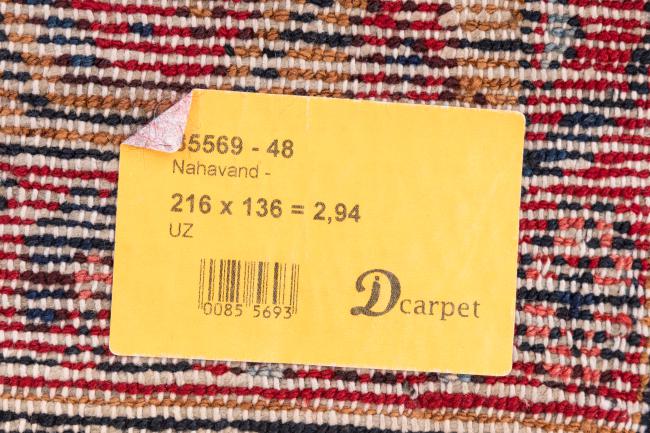 5569 - 48
Nahavand -
216 x 136 = 2,94
UZ
0085 5693
Dcarpet